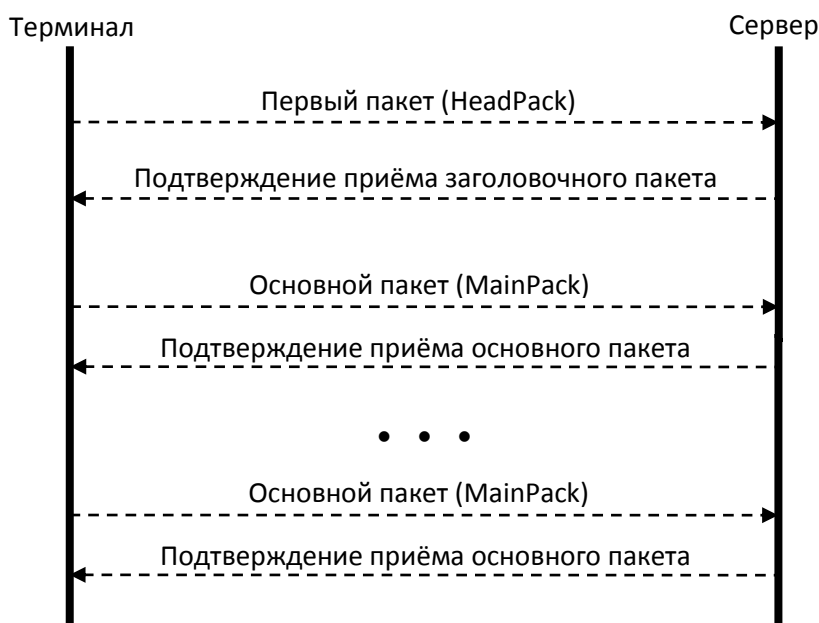 Терминал
Сервер
Первый пакет (HeadPack)
Подтверждение приёма заголовочного пакета
Основной пакет (MainPack)
Подтверждение приёма основного пакета
• • •
Основной пакет (MainPack)
Подтверждение приёма основного пакета